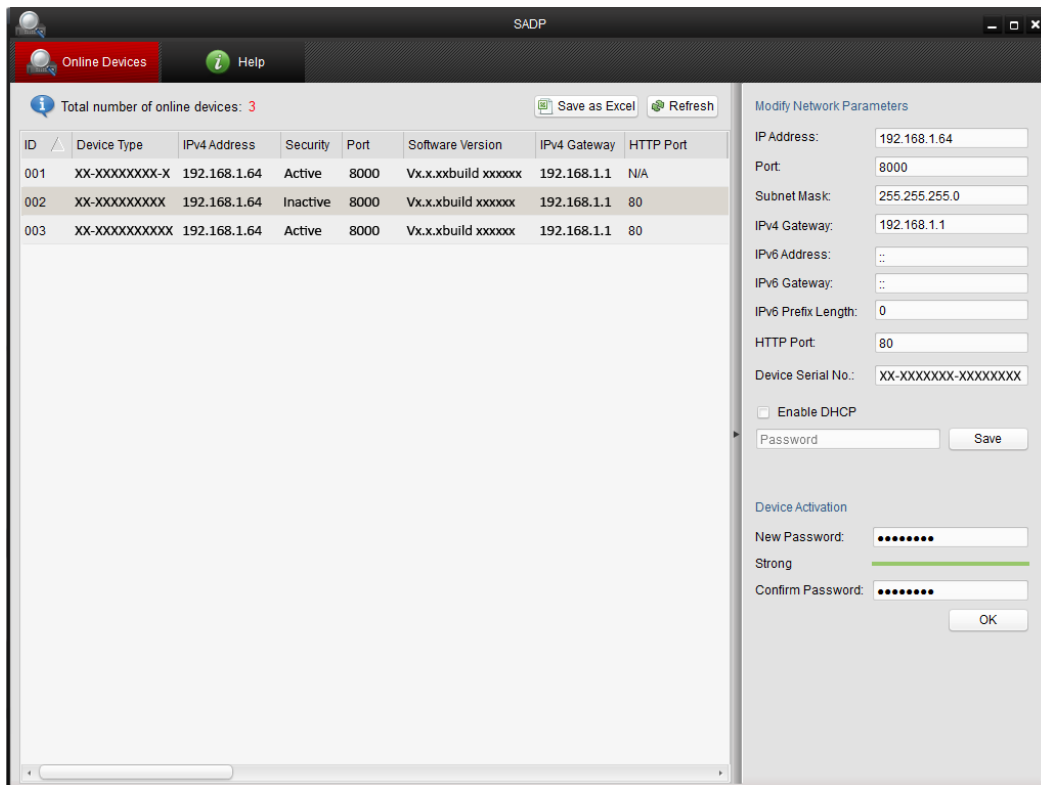 SADP
Online Devices
Help
Total number of online devices: 3
Save as Excel
Refresh
ID Device Type IPv4 Address Security Port Software Version IPv4 Gateway HTTP Port
001 XX-XXXXXXXX-X 192.168.1.64 Active 8000 Vx.x.xxbuild xxxxxx 192.168.1.1 N/A
002 XX-XXXXXXXXX 192.168.1.64 Inactive 8000 Vx.x.xbuild xxxxxx 192.168.1.1 80
003 XX-XXXXXXXXXX 192.168.1.64 Active 8000 Vx.x.xbuild xxxxxx 192.168.1.1 80
Modify Network Parameters
IP Address: 192.168.1.64
Port: 8000
Subnet Mask: 255.255.255.0
IPv4 Gateway: 192.168.1.1
IPv6 Address: ::
IPv6 Gateway: ::
IPv6 Prefix Length: 0
HTTP Port: 80
Device Serial No.: XX-XXXXXXX-XXXXXXXX
Enable DHCP
Password Save
Device Activation
New Password: ●●●●●●●●
Strong
Confirm Password: ●●●●●●●●
OK